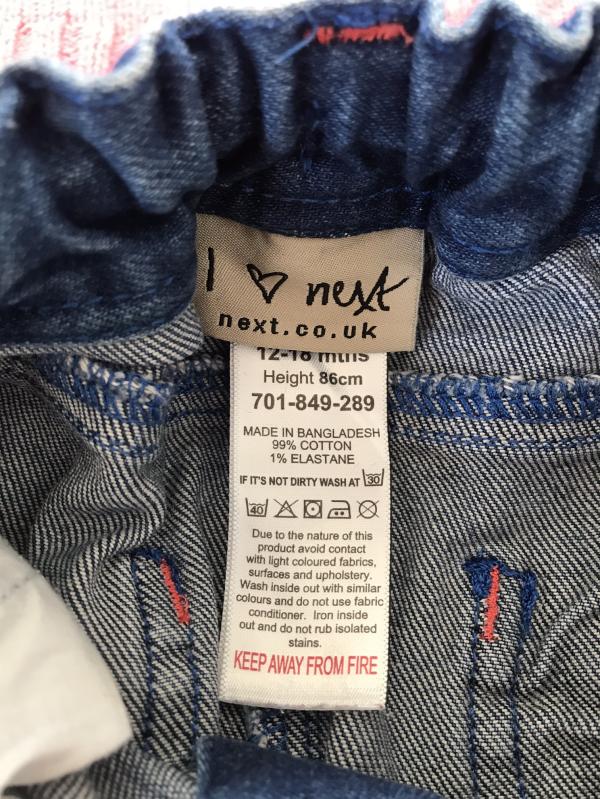 I ♡ next
next.co.uk
12-18 mths
Height 86cm
701-849-289
MADE IN BANGLADESH
99% COTTON
1% ELASTANE
IF IT'S NOT DIRTY WASH AT 30
40
Due to the nature of this
product avoid contact
with light coloured fabrics,
surfaces and upholstery.
Wash inside out with similar
colours and do not use fabric
conditioner. Iron inside
out and do not rub isolated
stains.
KEEP AWAY FROM FIRE